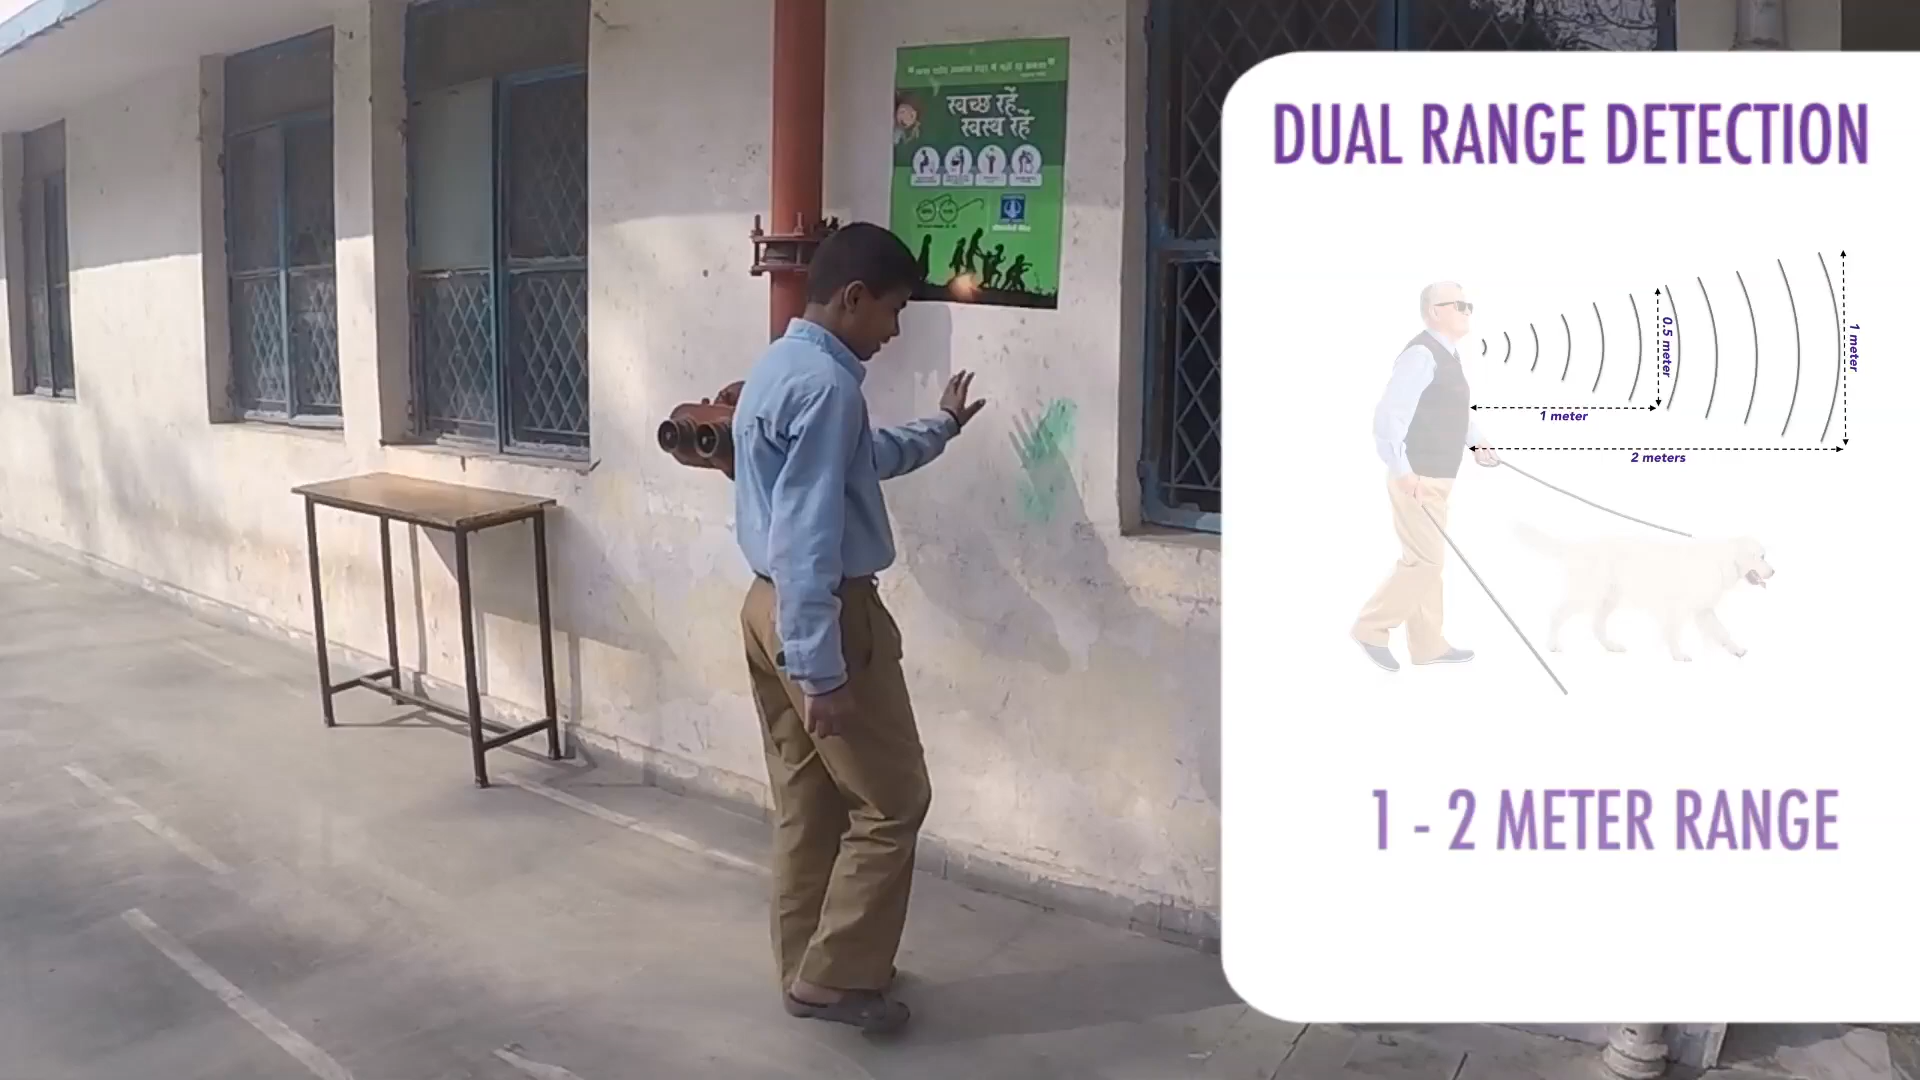 स्वच्छ रहें
स्वस्थ रहें
DUAL RANGE DETECTION
0.5 meter
1 meter
1 meter
2 meters
1 - 2 METER RANGE